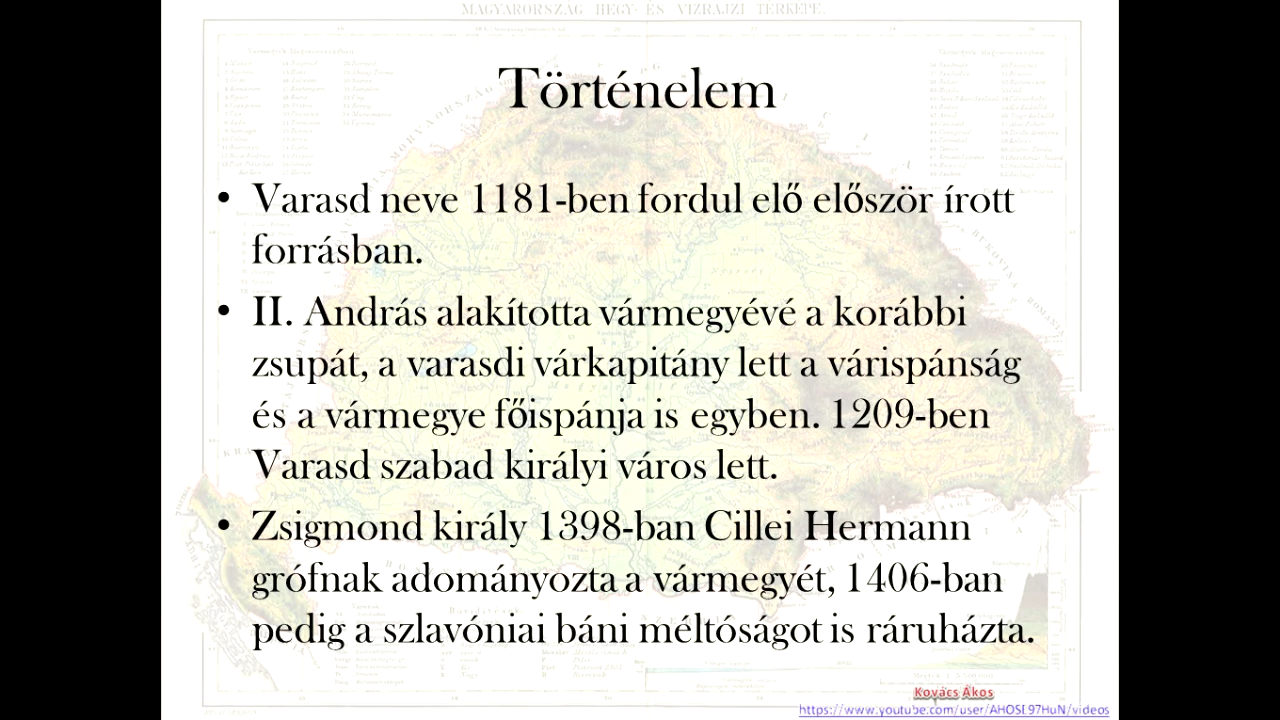 MAGYARORSZÁG HEGY- ÉS VIZRAJZI TÉRKÉPE.
Történelem
• Varasd neve 1181-ben fordul elő először írott
forrásban.
• II. András alakította vármegyévé a korábbi
zsupát, a varasdi várkapitány lett a várispánság
és a vármegye főispánja is egyben. 1209-ben
Varasd szabad királyi város lett.
• Zsigmond király 1398-ban Cillei Hermann
grófnak adományozta a vármegyét, 1406-ban
pedig a szlavóniai báni méltóságot is ráruházta.
Kovács Ákos
https://www.youtube.com/user/AHOSE97HuN/videos